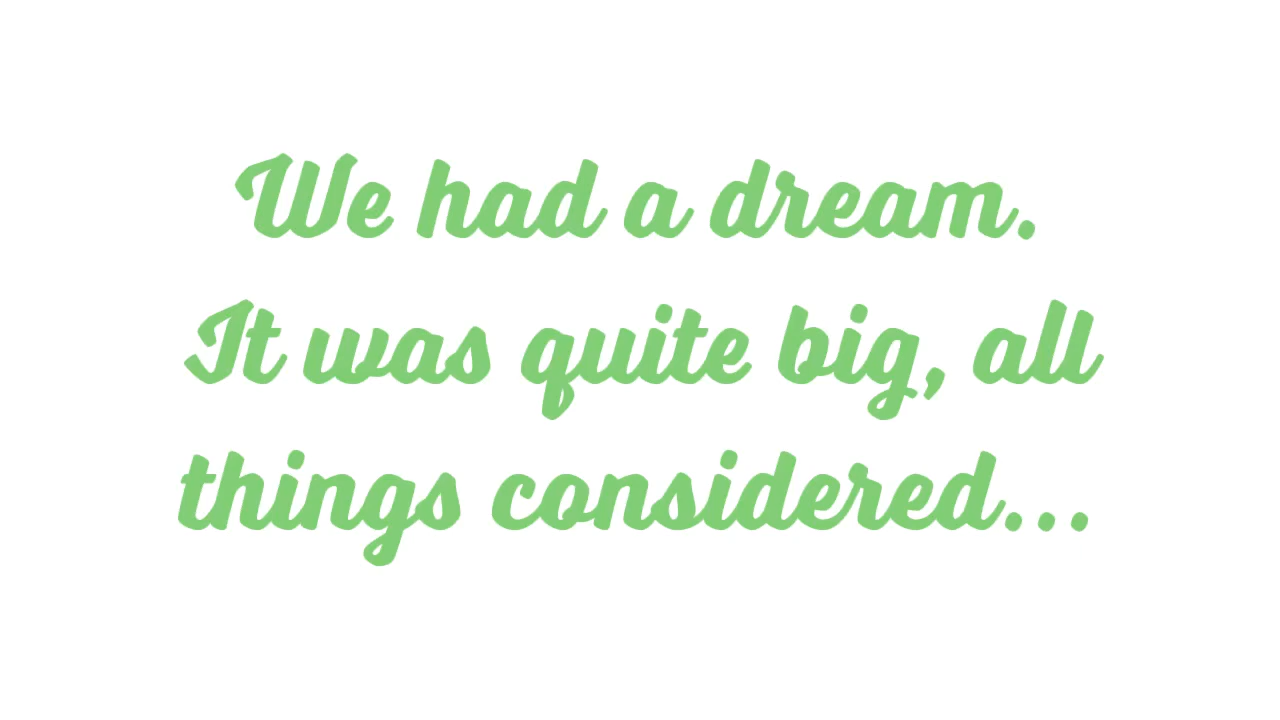 We had a dream.
It was quite big, all
things considered...